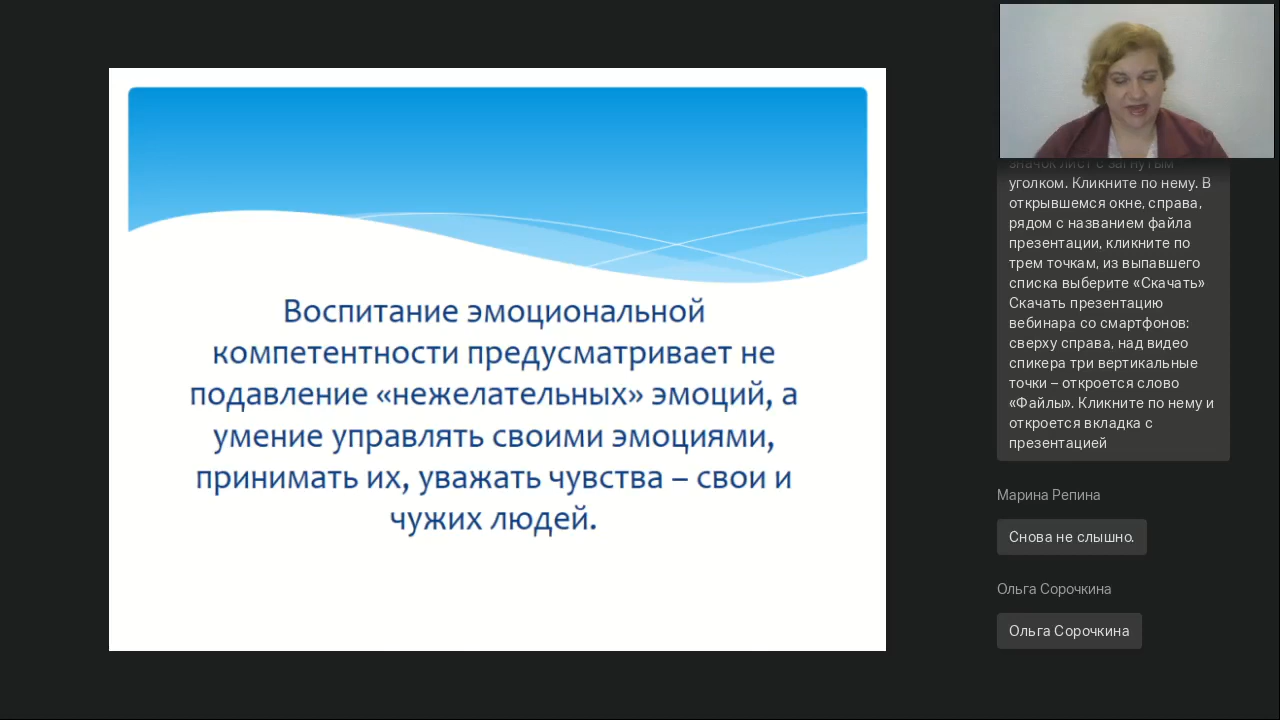 Воспитание эмоциональной
компетентности предусматривает не
подавление «нежелательных» эмоций, а
умение управлять своими эмоциями,
принимать их, уважать чувства – свои и
чужих людей.
значок лист с загнутым
уголком. Кликните по нему. В
открывшемся окне, справа,
рядом с названием файла
презентации, кликните по
трем точкам, из выпавшего
списка выберите «Скачать»
Скачать презентацию
вебинара со смартфонов:
сверху справа, над видео
спикера три вертикальные
точки – откроется слово
«Файлы». Кликните по нему и
откроется вкладка с
презентацией
Марина Репина
Снова не слышно.
Ольга Сорочкина
Ольга Сорочкина